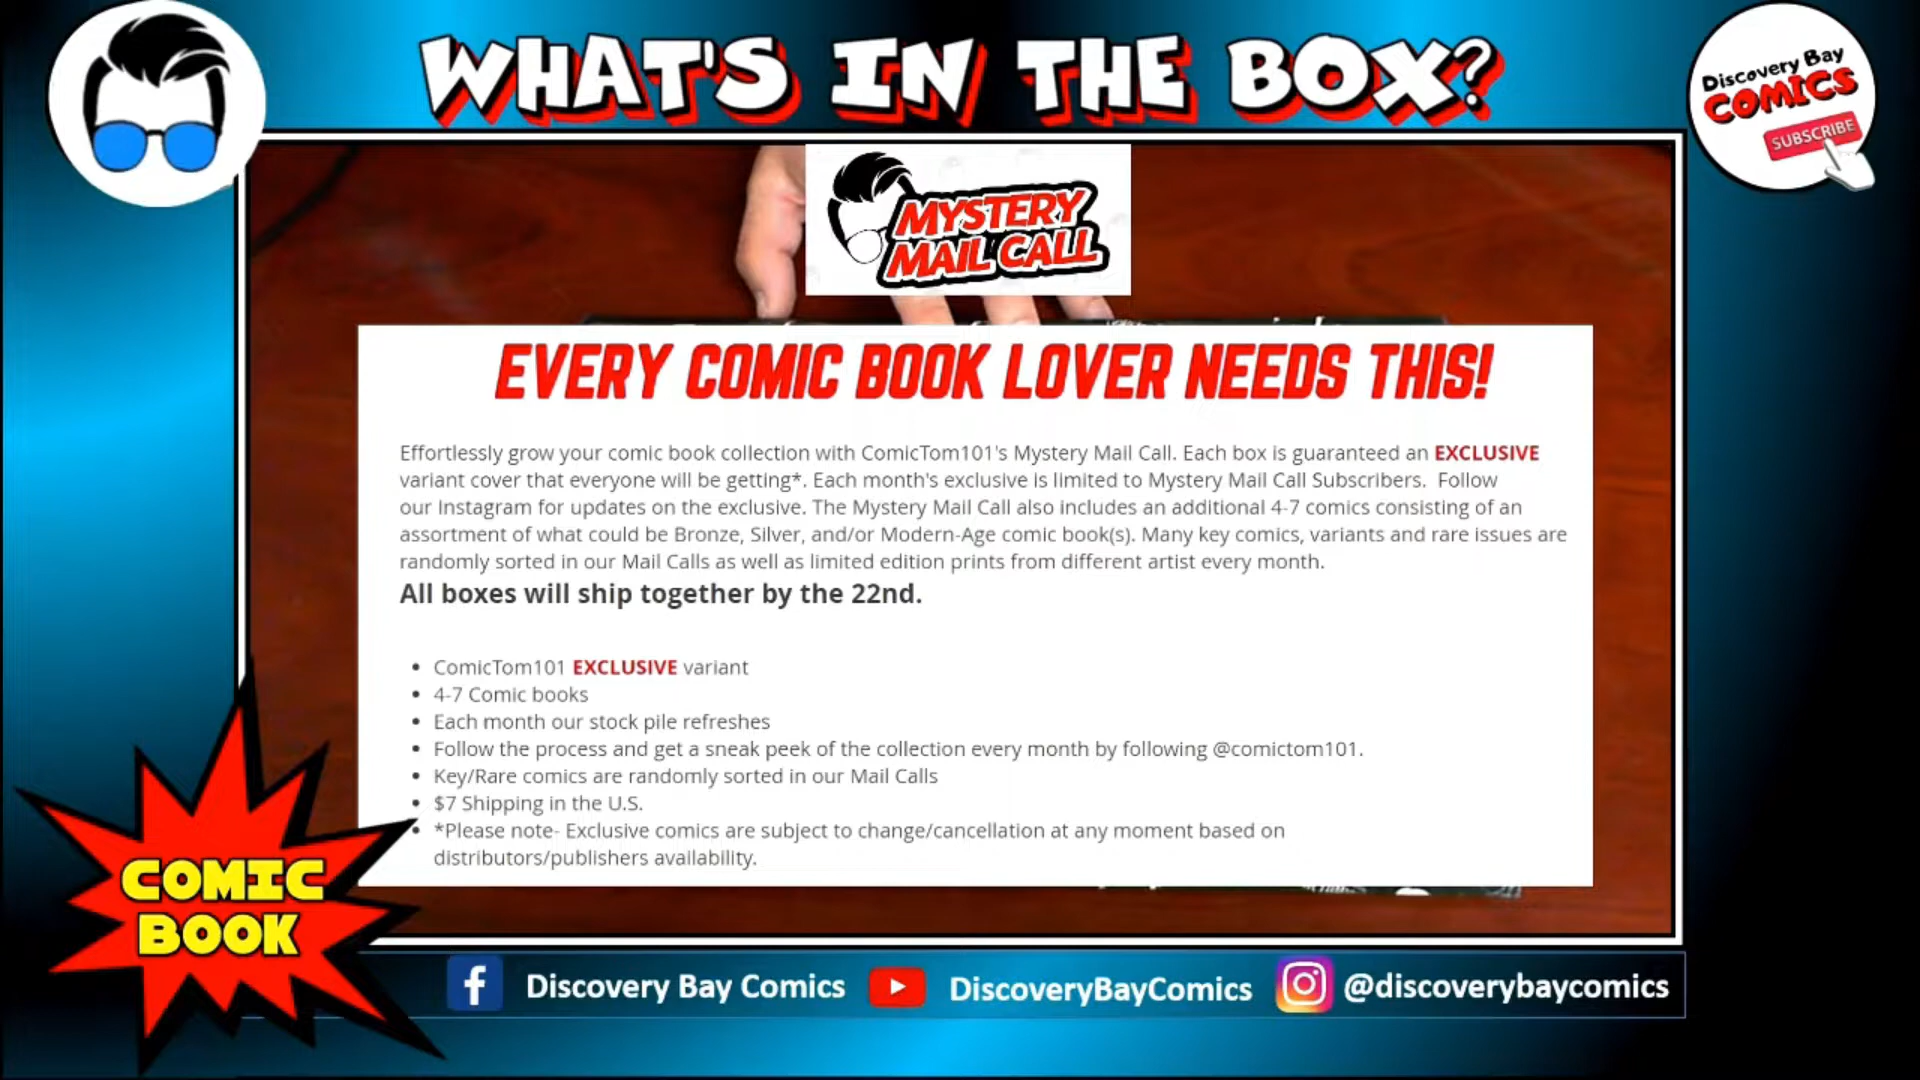 WHAT'S IN THE BOX?
Discovery Bay
COMICS
SUBSCRIBE
MYSTERY
MAIL CALL
EVERY COMIC BOOK LOVER NEEDS THIS!
Effortlessly grow your comic book collection with ComicTom101's Mystery Mail Call. Each box is guaranteed an EXCLUSIVE
variant cover that everyone will be getting*. Each month's exclusive is limited to Mystery Mail Call Subscribers. Follow
our Instagram for updates on the exclusive. The Mystery Mail Call also includes an additional 4-7 comics consisting of an
assortment of what could be Bronze, Silver, and/or Modern-Age comic book(s). Many key comics, variants and rare issues are
randomly sorted in our Mail Calls as well as limited edition prints from different artist every month.
All boxes will ship together by the 22nd.
• ComicTom101 EXCLUSIVE variant
• 4-7 Comic books
• Each month our stock pile refreshes
• Follow the process and get a sneak peek of the collection every month by following @comictom101.
• Key/Rare comics are randomly sorted in our Mail Calls
• $7 Shipping in the U.S.
• *Please note- Exclusive comics are subject to change/cancellation at any moment based on
distributors/publishers availability.
COMIC
BOOK
Discovery Bay Comics
DiscoveryBayComics
@discoverybaycomics